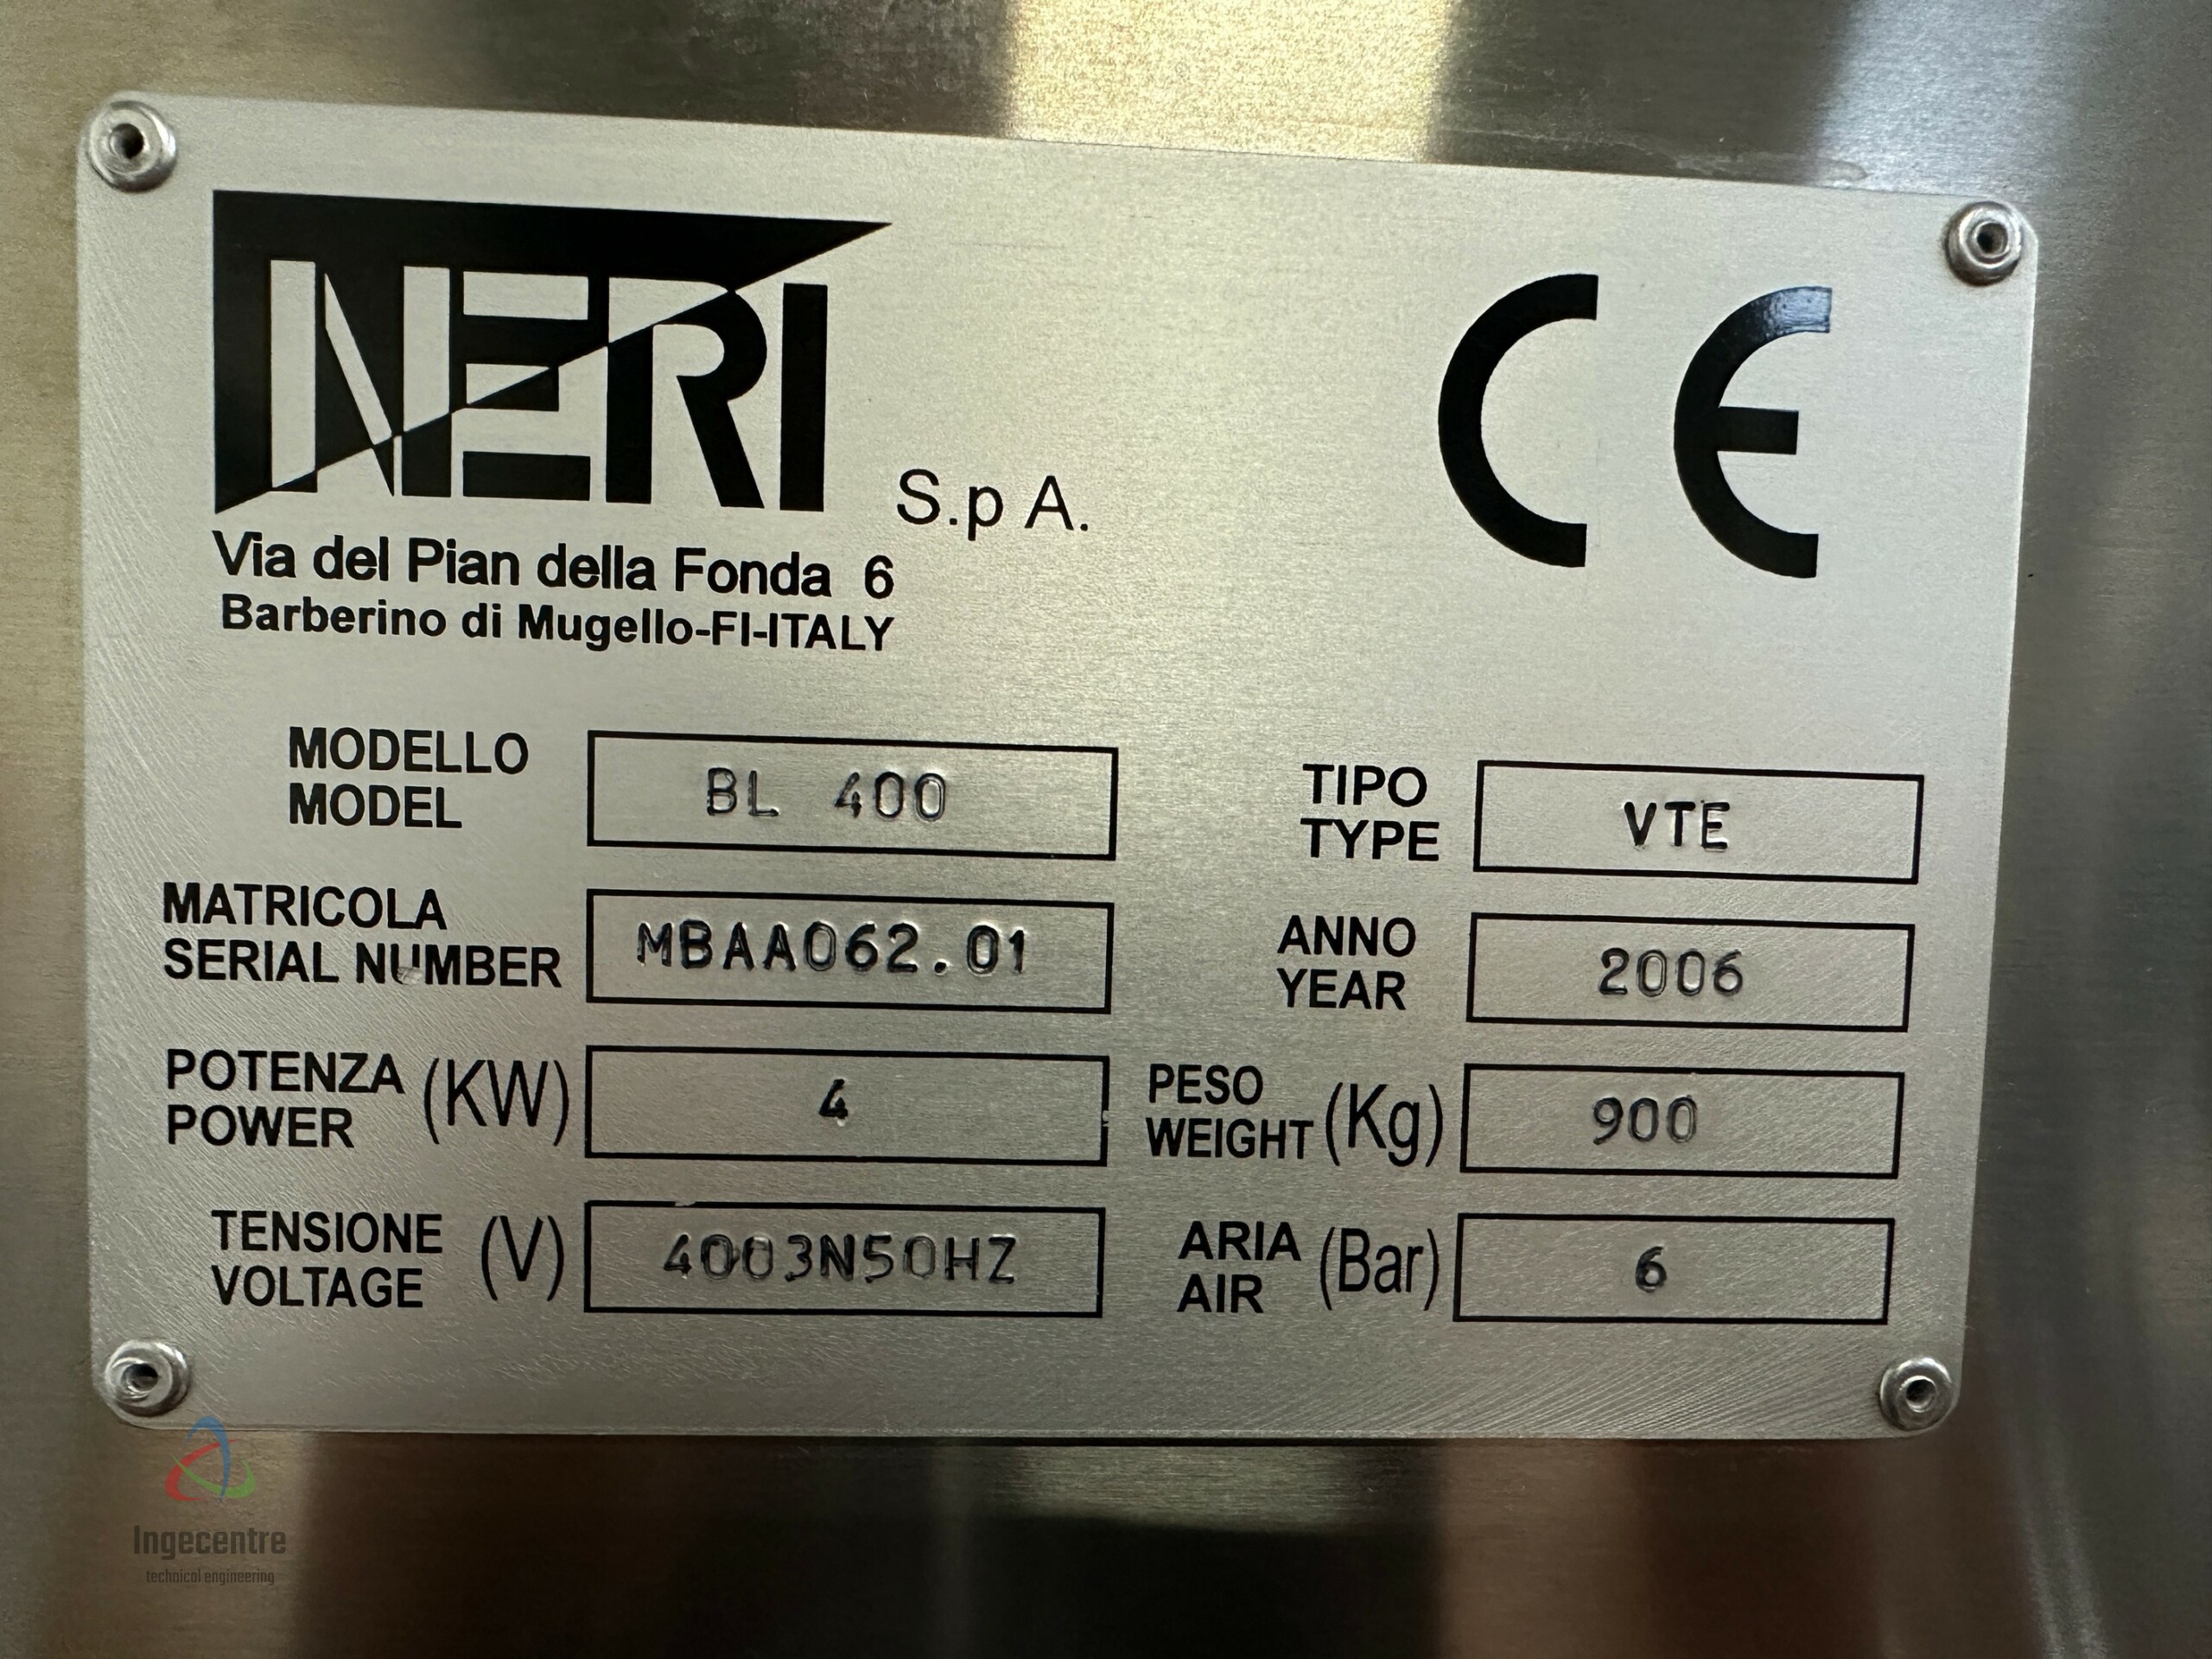 NERI S.p A.
CE
Via del Pian della Fonda 6
Barberino di Mugello-FI-ITALY
MODELLO
MODEL
BL 400
TIPO
TYPE
VTE
MATRICOLA
SERIAL NUMBER
MBAA062.01
ANNO
YEAR
2006
POTENZA
POWER
(KW)
4
PESO
WEIGHT
(Kg)
900
TENSIONE
VOLTAGE
(V)
4003N50HZ
ARIA
AIR
(Bar)
6
Ingecentre
technical engineering